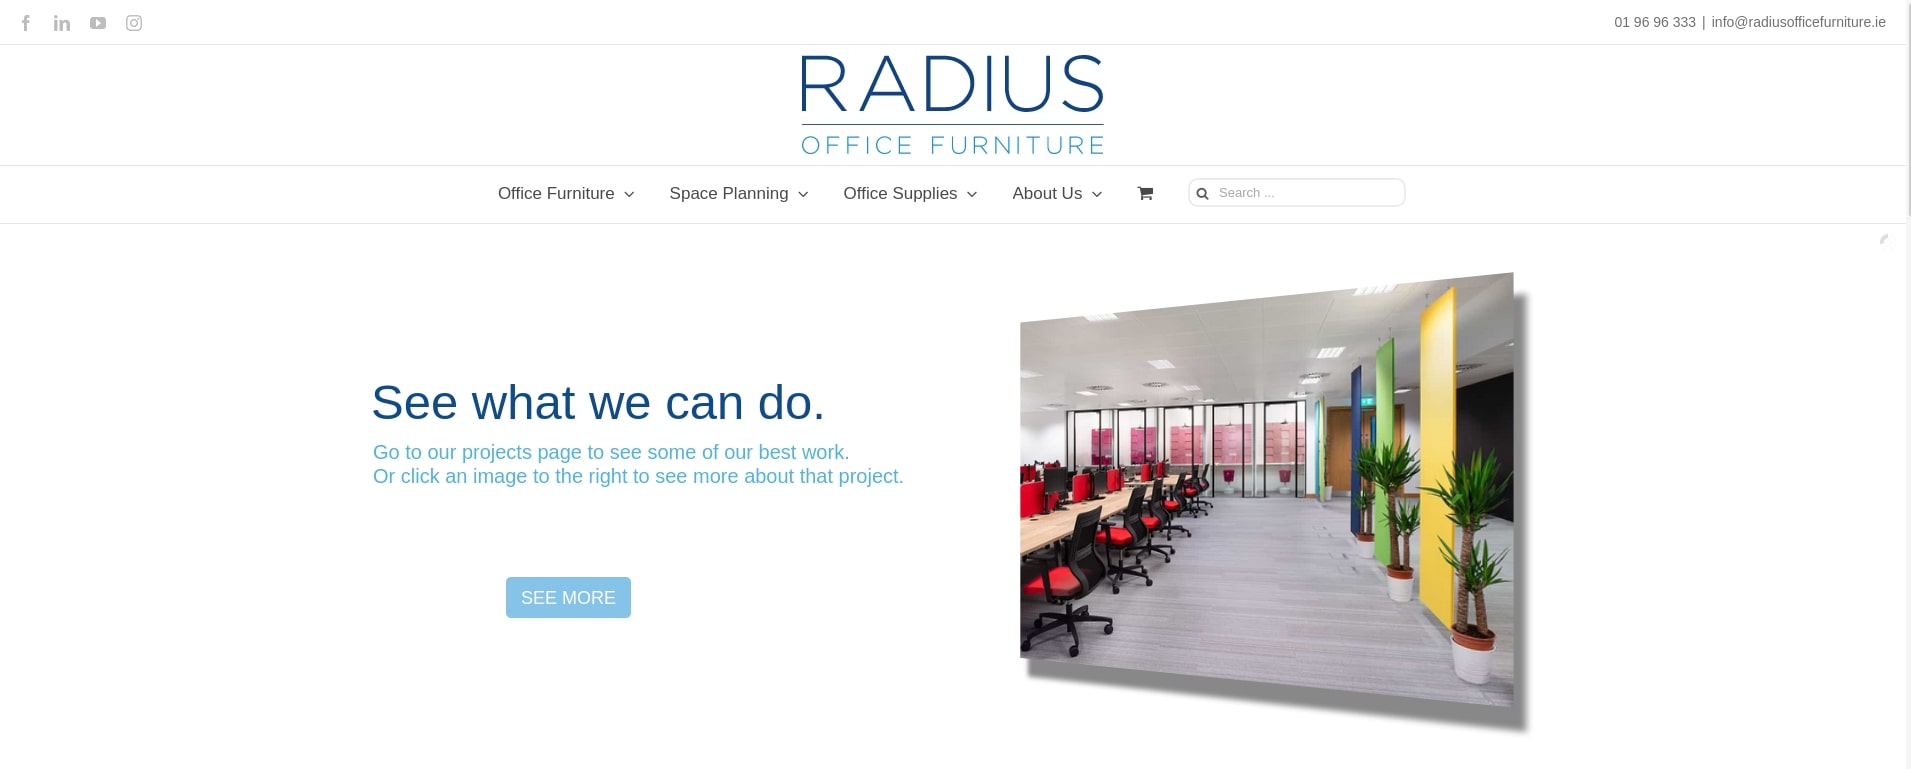 01 96 96 333 | info@radiusofficefurniture.ie
RADIUS
OFFICE FURNITURE
Office Furniture Space Planning Office Supplies About Us Search ...
See what we can do.
Go to our projects page to see some of our best work.
Or click an image to the right to see more about that project.
SEE MORE